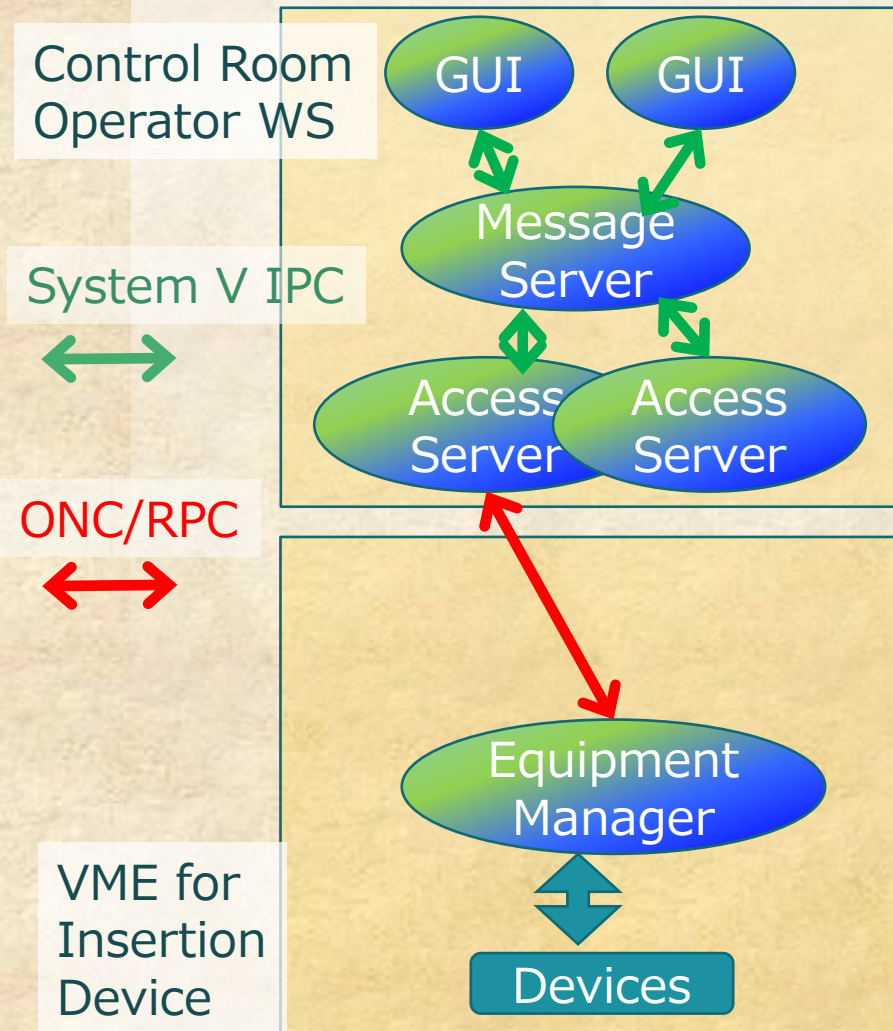 Control Room
Operator WS
GUI
GUI
Message
Server
System V IPC
Access
Server
Access
Server
ONC/RPC
Equipment
Manager
VME for
Insertion
Device
Devices